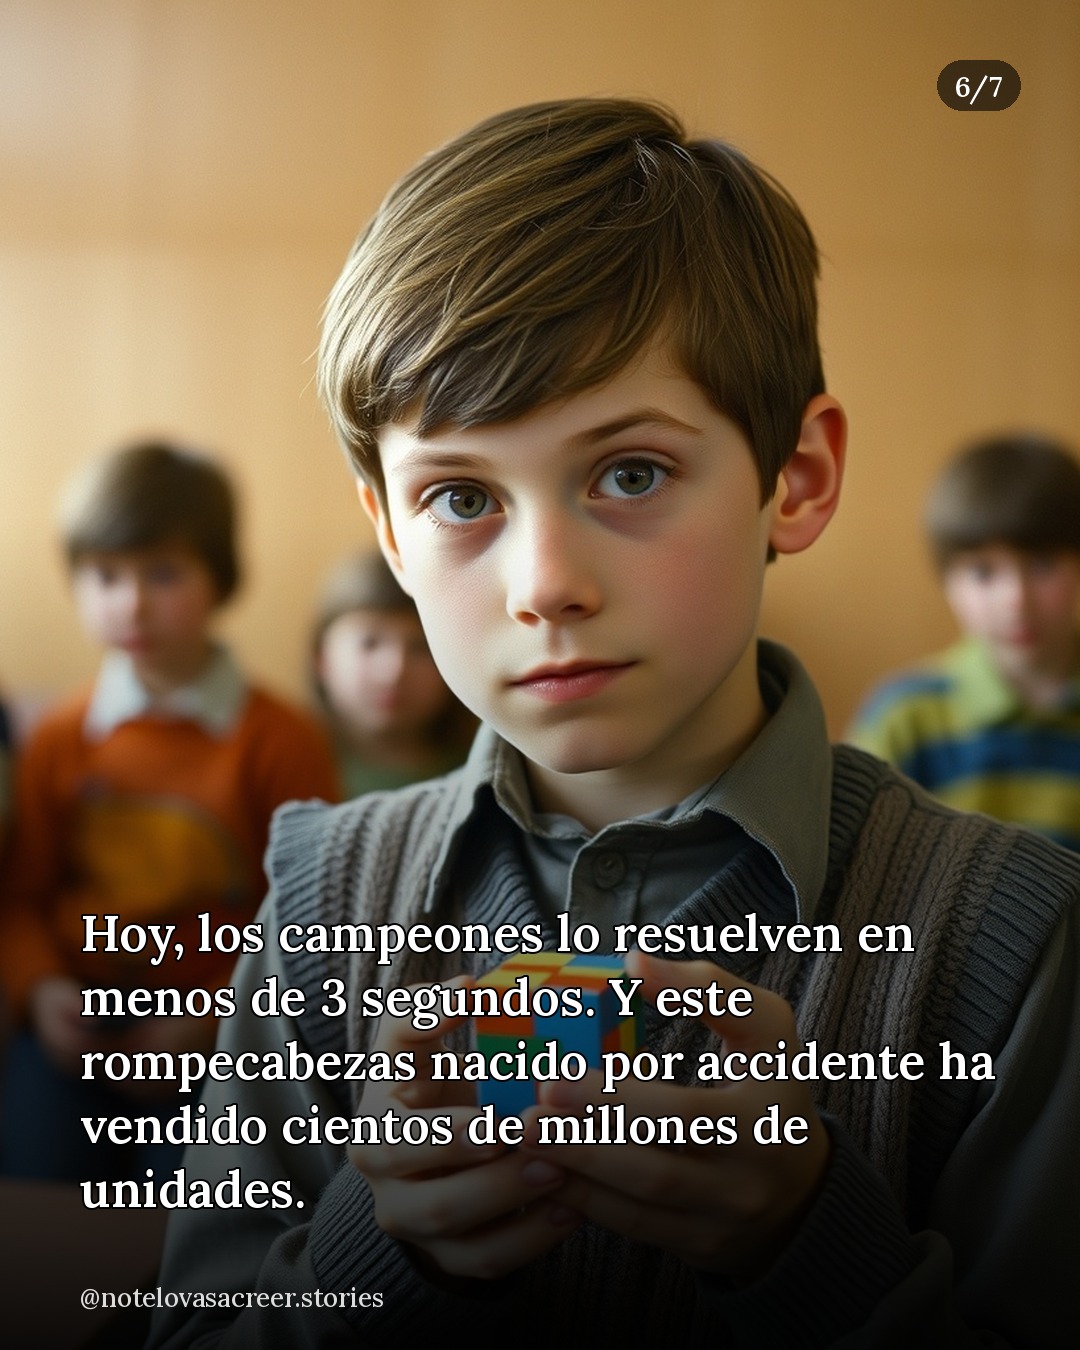 6/7
Hoy, los campeones lo resuelven en
menos de 3 segundos. Y este
rompecabezas nacido por accidente ha
vendido cientos de millones de
unidades.
@notelovasacreer.stories